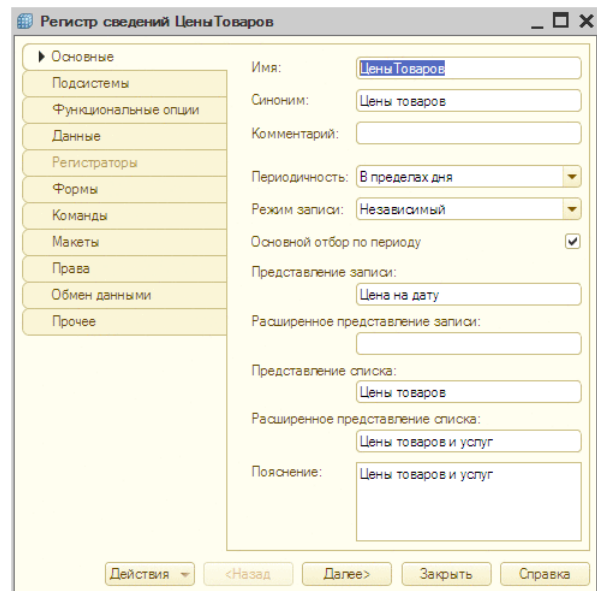 Регистр сведений ЦеныТоваров
Основные
Подсистемы
Функциональные опции
Данные
Регистраторы
Формы
Команды
Макеты
Права
Обмен данными
Прочее
Имя: ЦеныТоваров
Синоним: Цены товаров
Комментарий:
Периодичность: В пределах дня
Режим записи: Независимый
Основной отбор по периоду
Представление записи:
Цена на дату
Расширенное представление записи:
Представление списка:
Цены товаров
Расширенное представление списка:
Цены товаров и услуг
Пояснение: Цены товаров и услуг
Действия <Назад Далее> Закрыть Справка